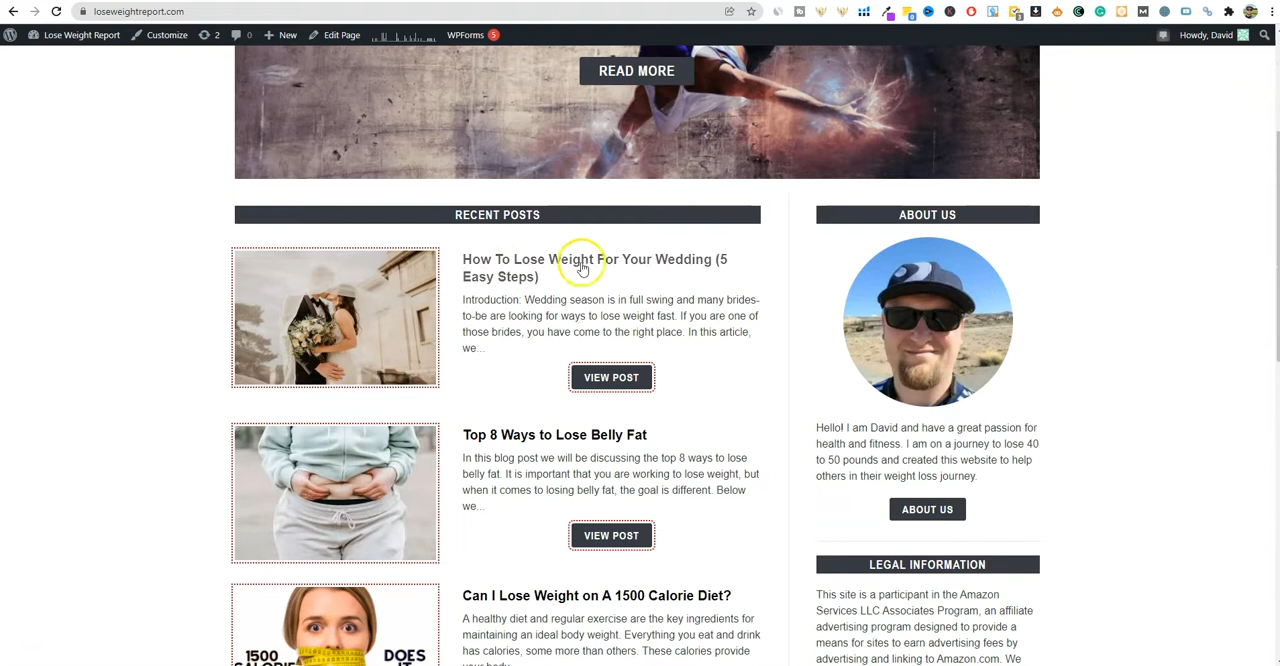 loseweightreport.com
Lose Weight Report Customize 2 0 New Edit Page WPForms 5 Howdy, David
READ MORE
RECENT POSTS
How To Lose Weight For Your Wedding (5
Easy Steps)
Introduction: Wedding season is in full swing and many brides-
to-be are looking for ways to lose weight fast. If you are one of
those brides, you have come to the right place. In this article,
we...
VIEW POST
Top 8 Ways to Lose Belly Fat
In this blog post we will be discussing the top 8 ways to lose
belly fat. It is important that you are working to lose weight, but
when it comes to losing belly fat, the goal is different. Below
we...
VIEW POST
1500
CALORIE
DOES
Can I Lose Weight on A 1500 Calorie Diet?
A healthy diet and regular exercise are the key ingredients for
maintaining an ideal body weight. Everything you eat and drink
has calories, some more than others. These calories provide
your body...
ABOUT US
Hello! I am David and have a great passion for
health and fitness. I am on a journey to lose 40
to 50 pounds and created this website to help
others in their weight loss journey.
ABOUT US
LEGAL INFORMATION
This site is a participant in the Amazon
Services LLC Associates Program, an affiliate
advertising program designed to provide a
means for sites to earn advertising fees by
advertising and linking to Amazon.com. We